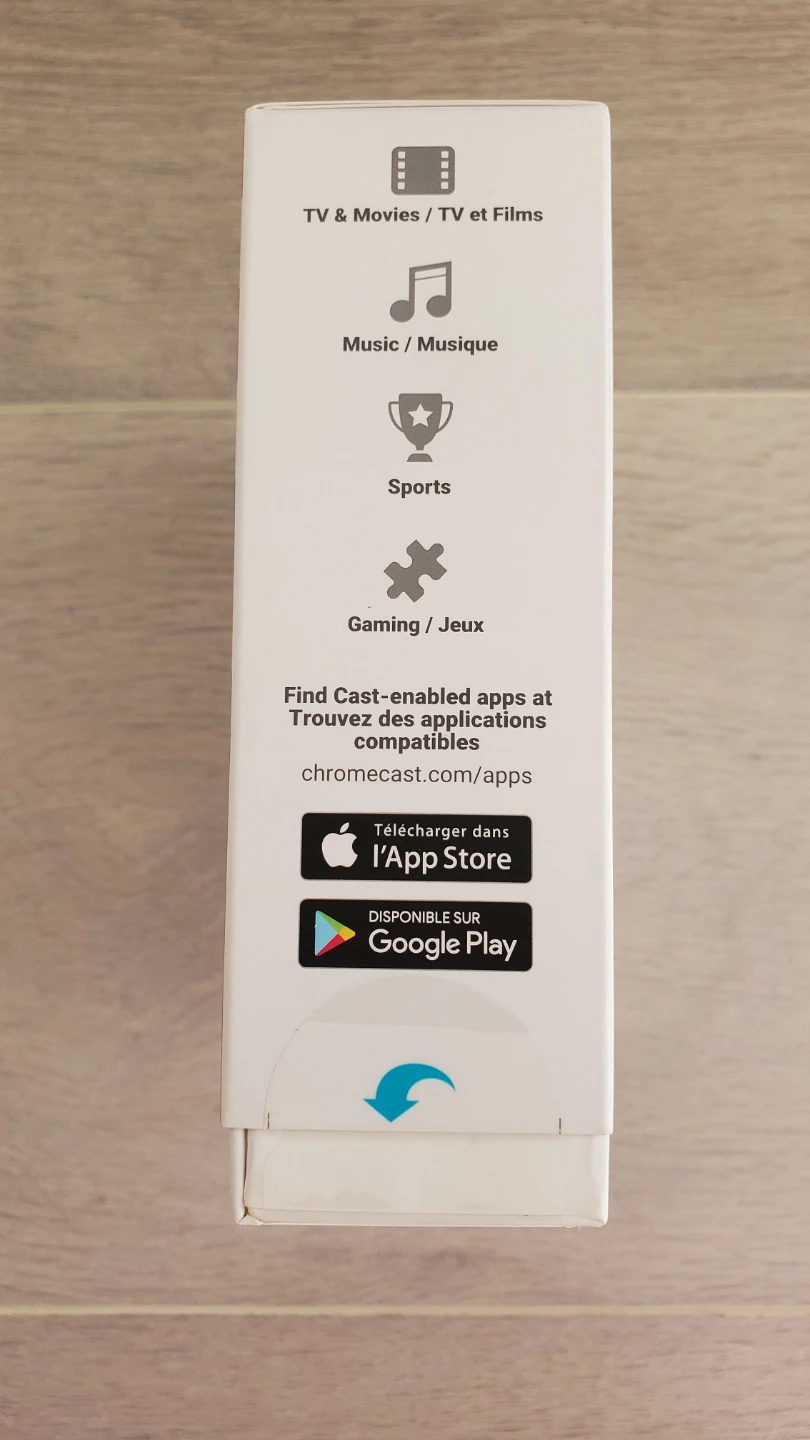 TV & Movies / TV et Films
Music / Musique
Sports
Gaming / Jeux
Find Cast-enabled apps at
Trouvez des applications
compatibles
chromecast.com/apps
Télécharger dans
l'App Store
DISPONIBLE SUR
Google Play